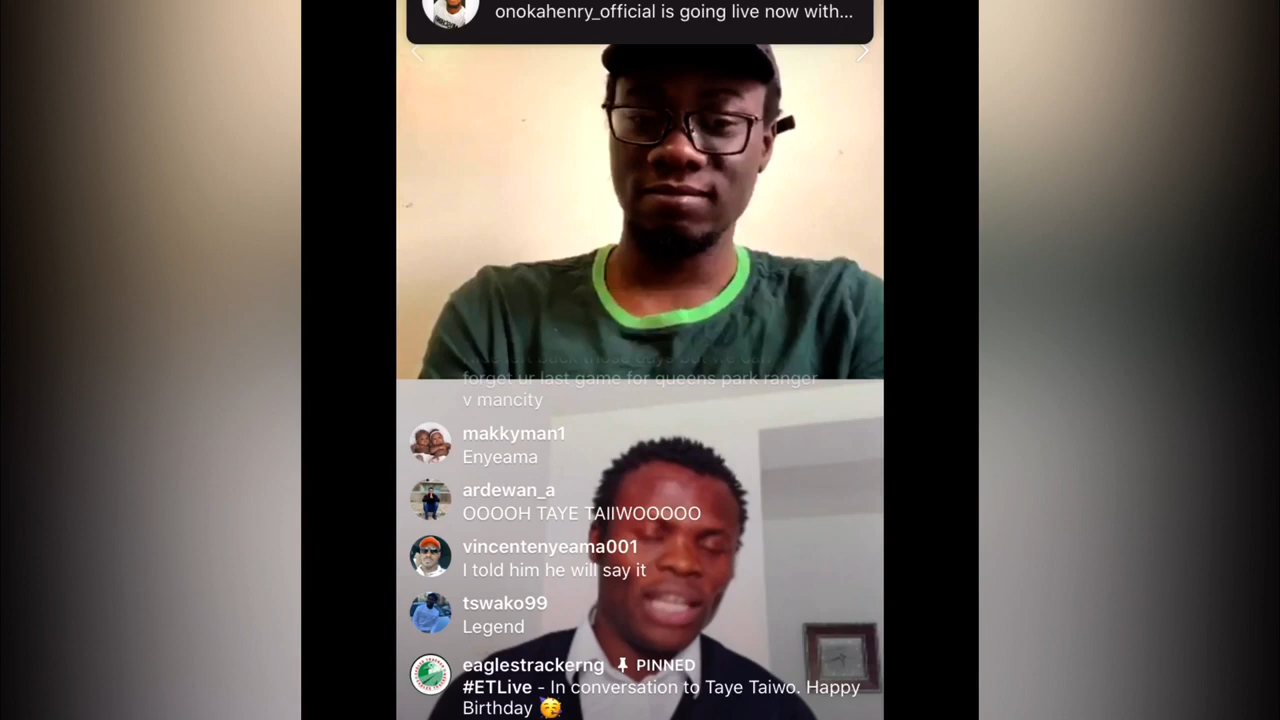 onokahenry_official is going live now with...
forget ur last game for queens park ranger
v mancity
makkyman1
Enyeama
ardewan_a
OOOOH TAYE TAIIWOOOOO
vincentenyeama001
I told him he will say it
tswako99
Legend
eaglestrackerng PINNED
#ETLive - In conversation to Taye Taiwo. Happy
Birthday 🥳